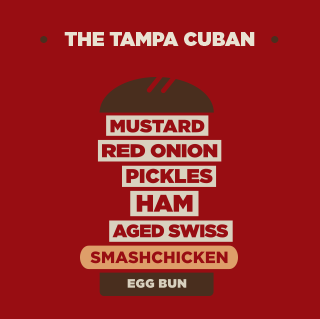 THE TAMPA CUBAN
MUSTARD
RED ONION
PICKLES
HAM
AGED SWISS
SMASHCHICKEN
EGG BUN